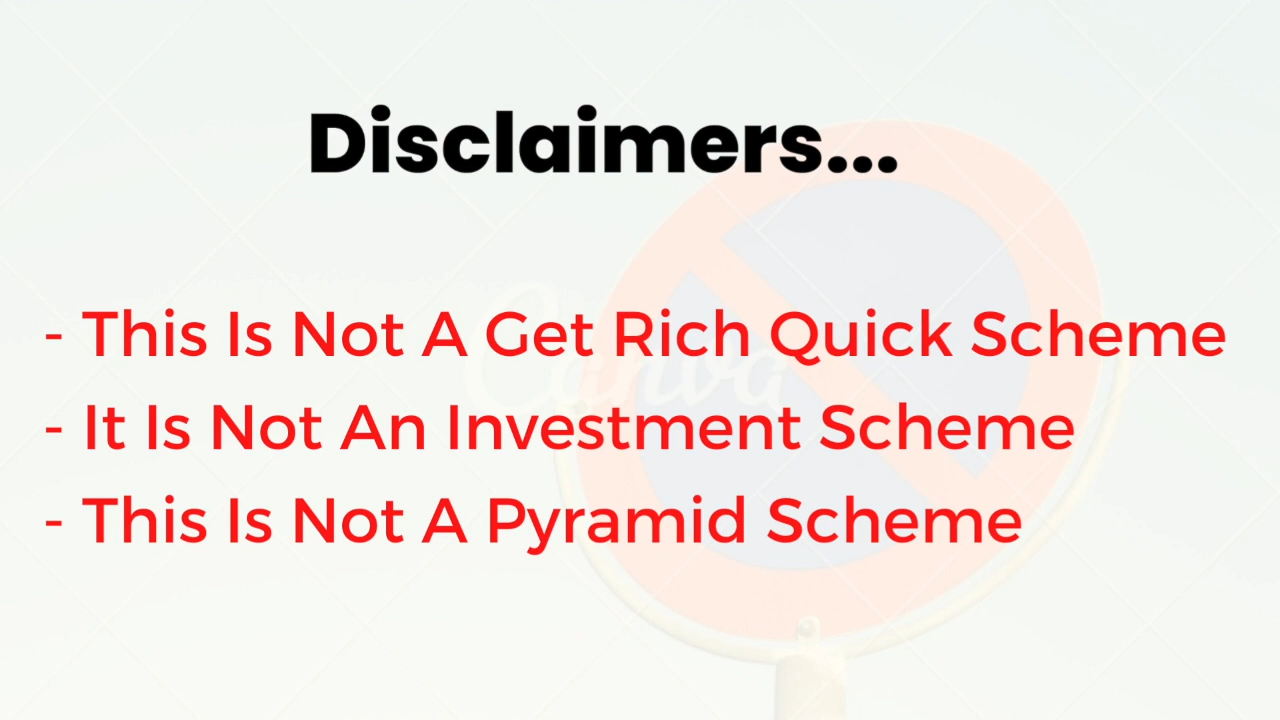 Disclaimers...
- This Is Not A Get Rich Quick Scheme
- It Is Not An Investment Scheme
- This Is Not A Pyramid Scheme
Canva